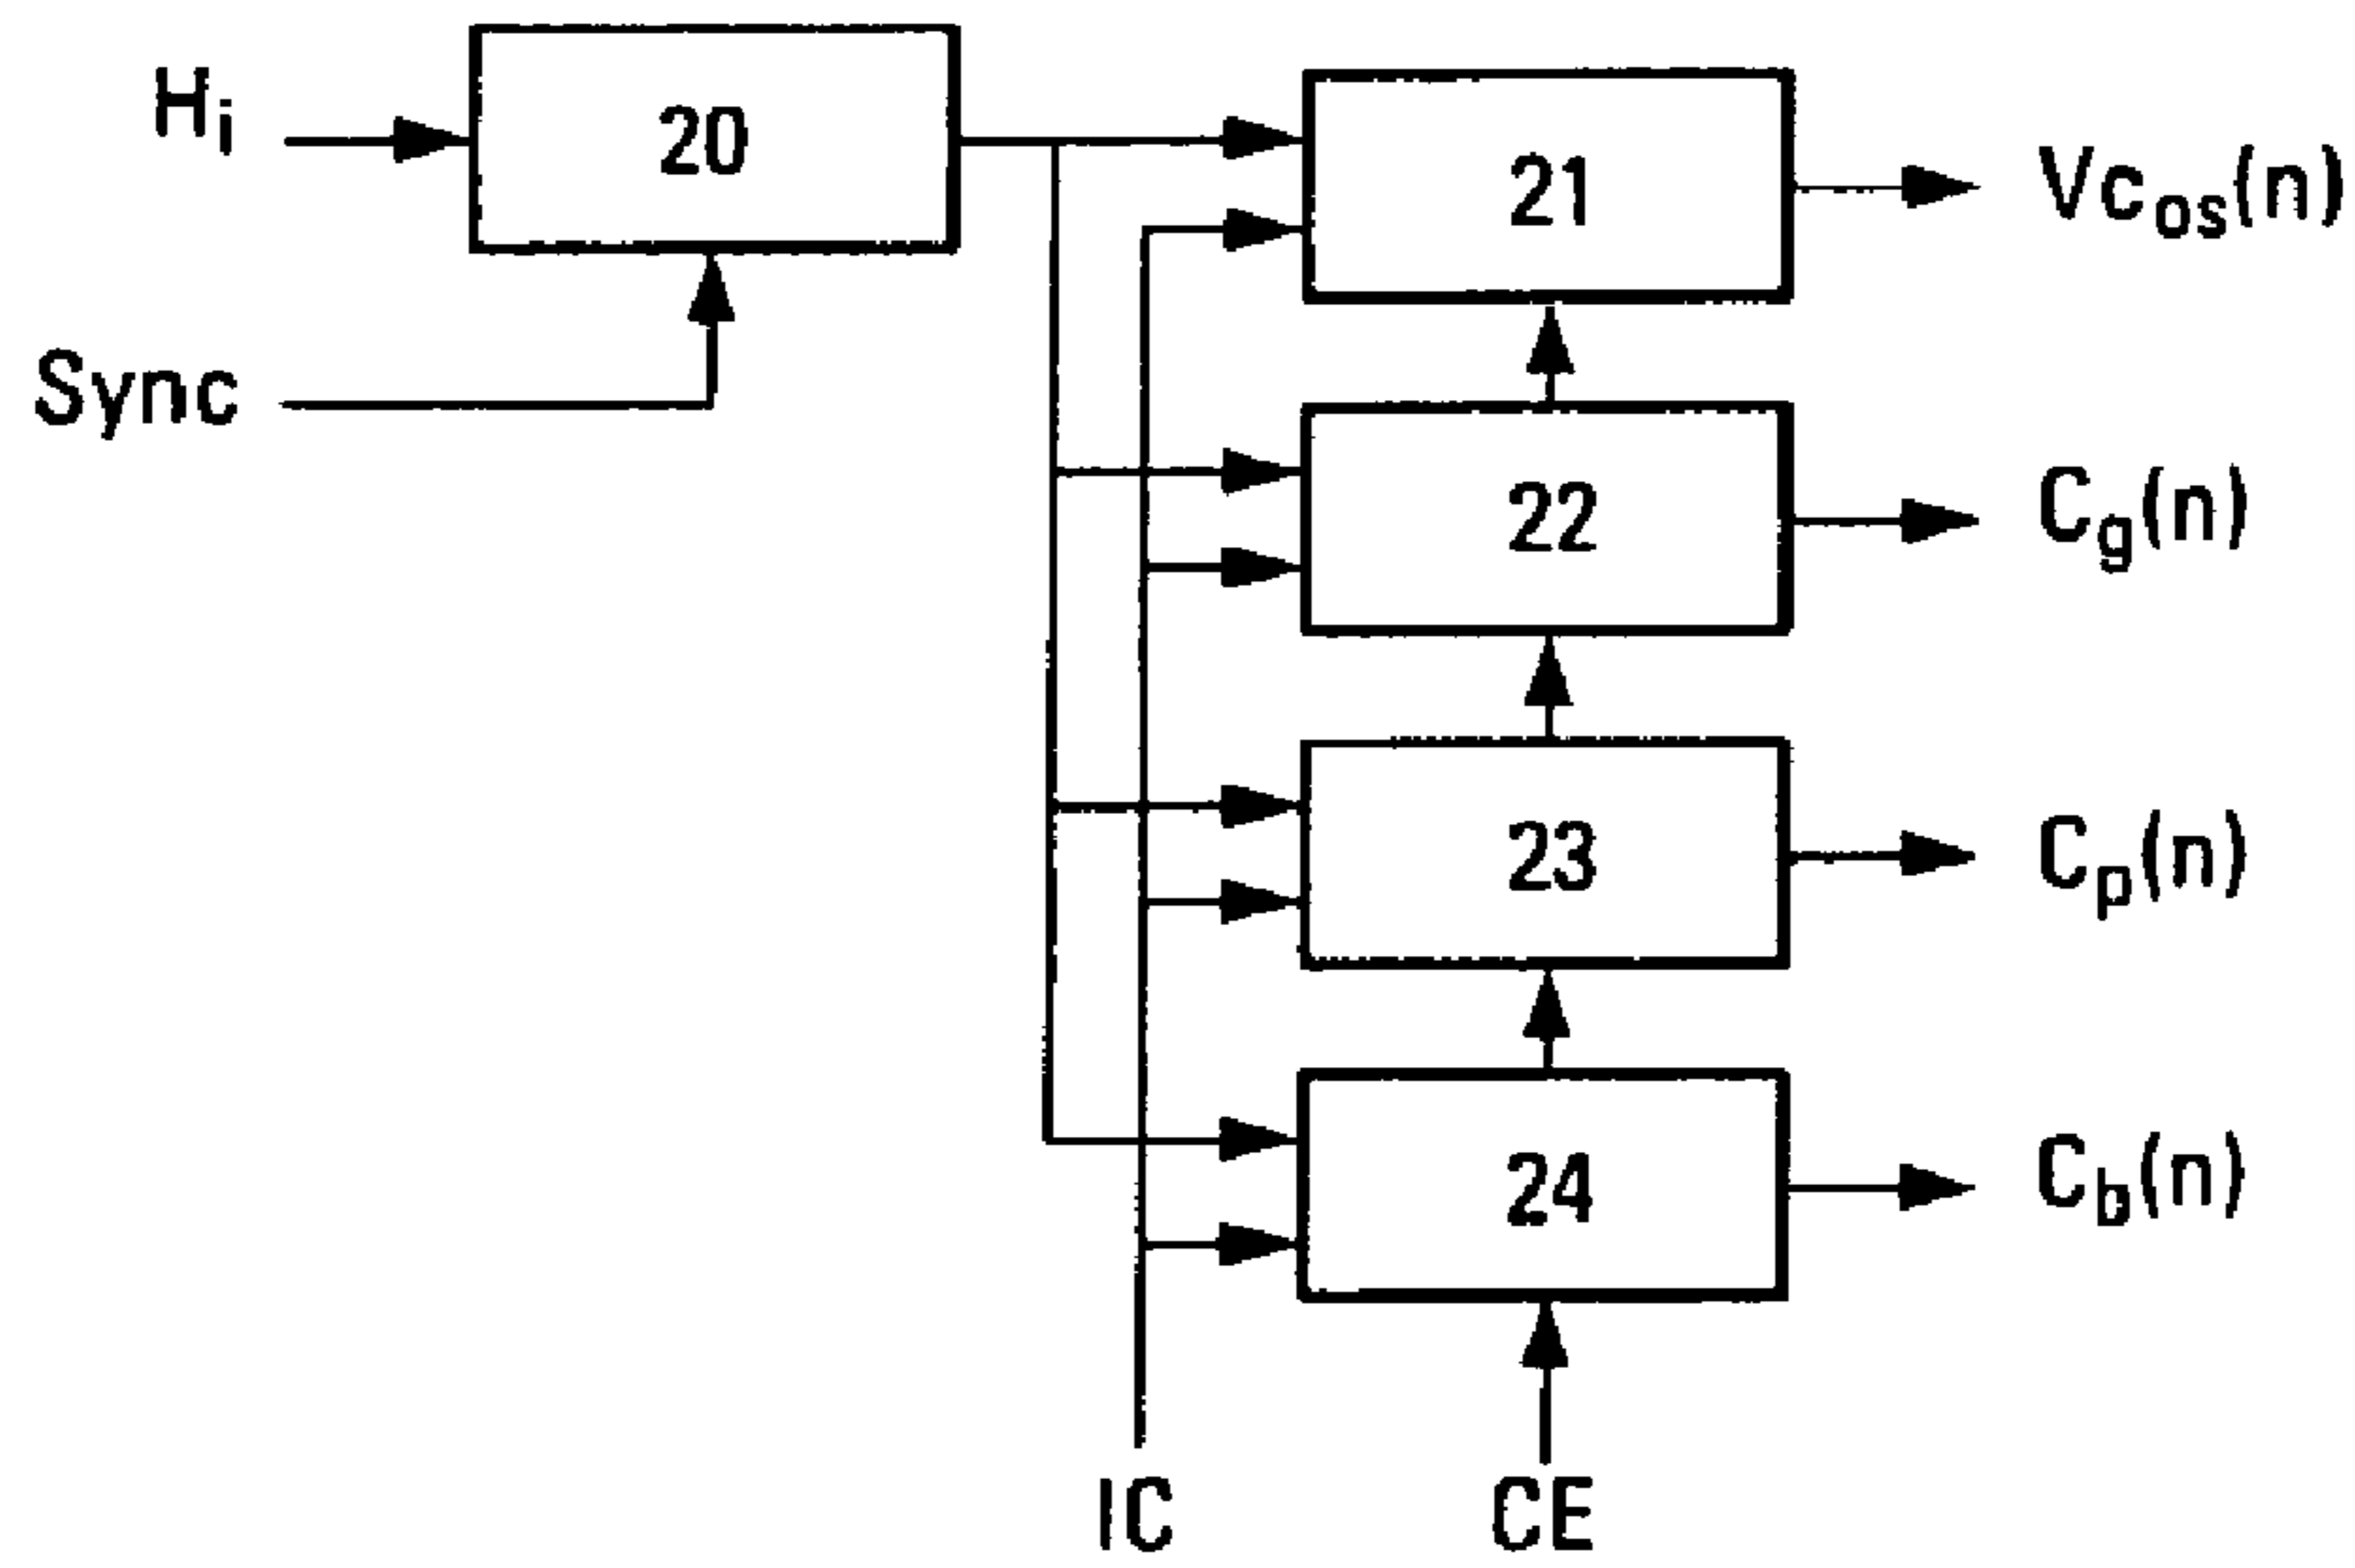 Hi
20
21
Vcos(n)
Sync
22
Cg(n)
23
Cp(n)
24
Cb(n)
IC
CE